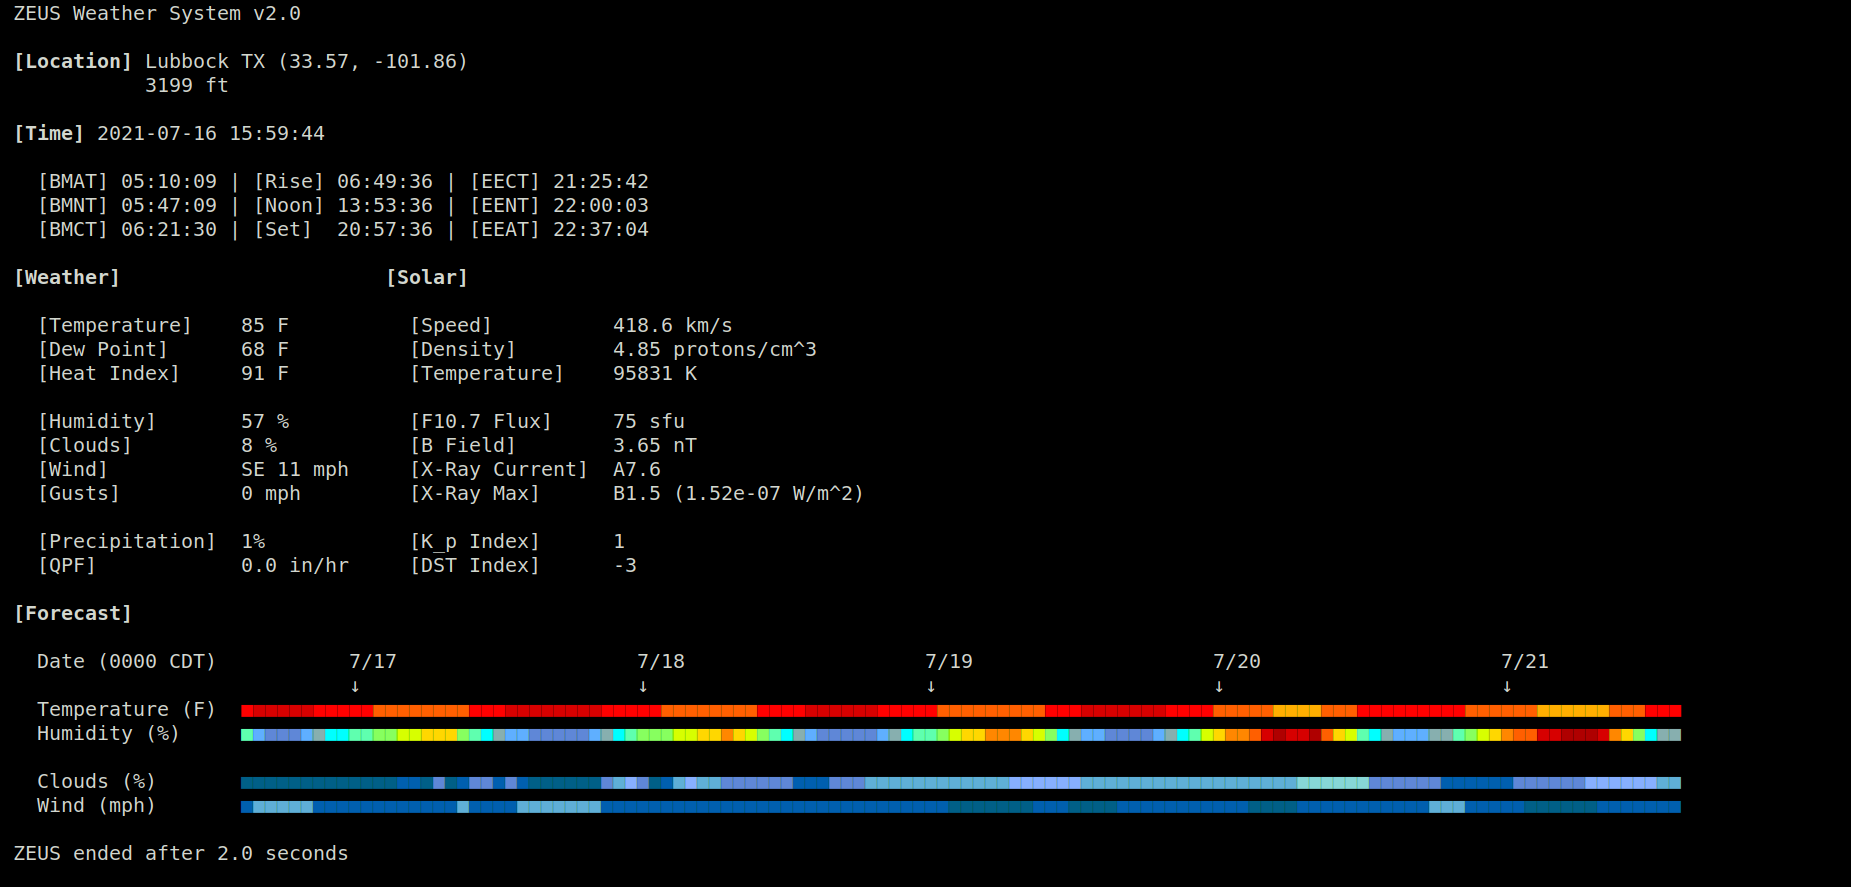 ZEUS Weather System v2.0
[Location] Lubbock TX (33.57, -101.86)
3199 ft
[Time] 2021-07-16 15:59:44
[BMAT] 05:10:09 | [Rise] 06:49:36 | [EECT] 21:25:42
[BMNT] 05:47:09 | [Noon] 13:53:36 | [EENT] 22:00:03
[BMCT] 06:21:30 | [Set]  20:57:36 | [EEAT] 22:37:04
[Weather] [Solar]
[Temperature] 85 F [Speed] 418.6 km/s
[Dew Point] 68 F [Density] 4.85 protons/cm^3
[Heat Index] 91 F [Temperature] 95831 K
[Humidity] 57 % [F10.7 Flux] 75 sfu
[Clouds] 8 % [B Field] 3.65 nT
[Wind] SE 11 mph [X-Ray Current] A7.6
[Gusts] 0 mph [X-Ray Max] B1.5 (1.52e-07 W/m^2)
[Precipitation] 1% [K_p Index] 1
[QPF] 0.0 in/hr [DST Index] -3
[Forecast]
Date (0000 CDT) 7/17 7/18 7/19 7/20 7/21
↓ ↓ ↓ ↓ ↓
Temperature (F)
Humidity (%)
Clouds (%)
Wind (mph)
ZEUS ended after 2.0 seconds